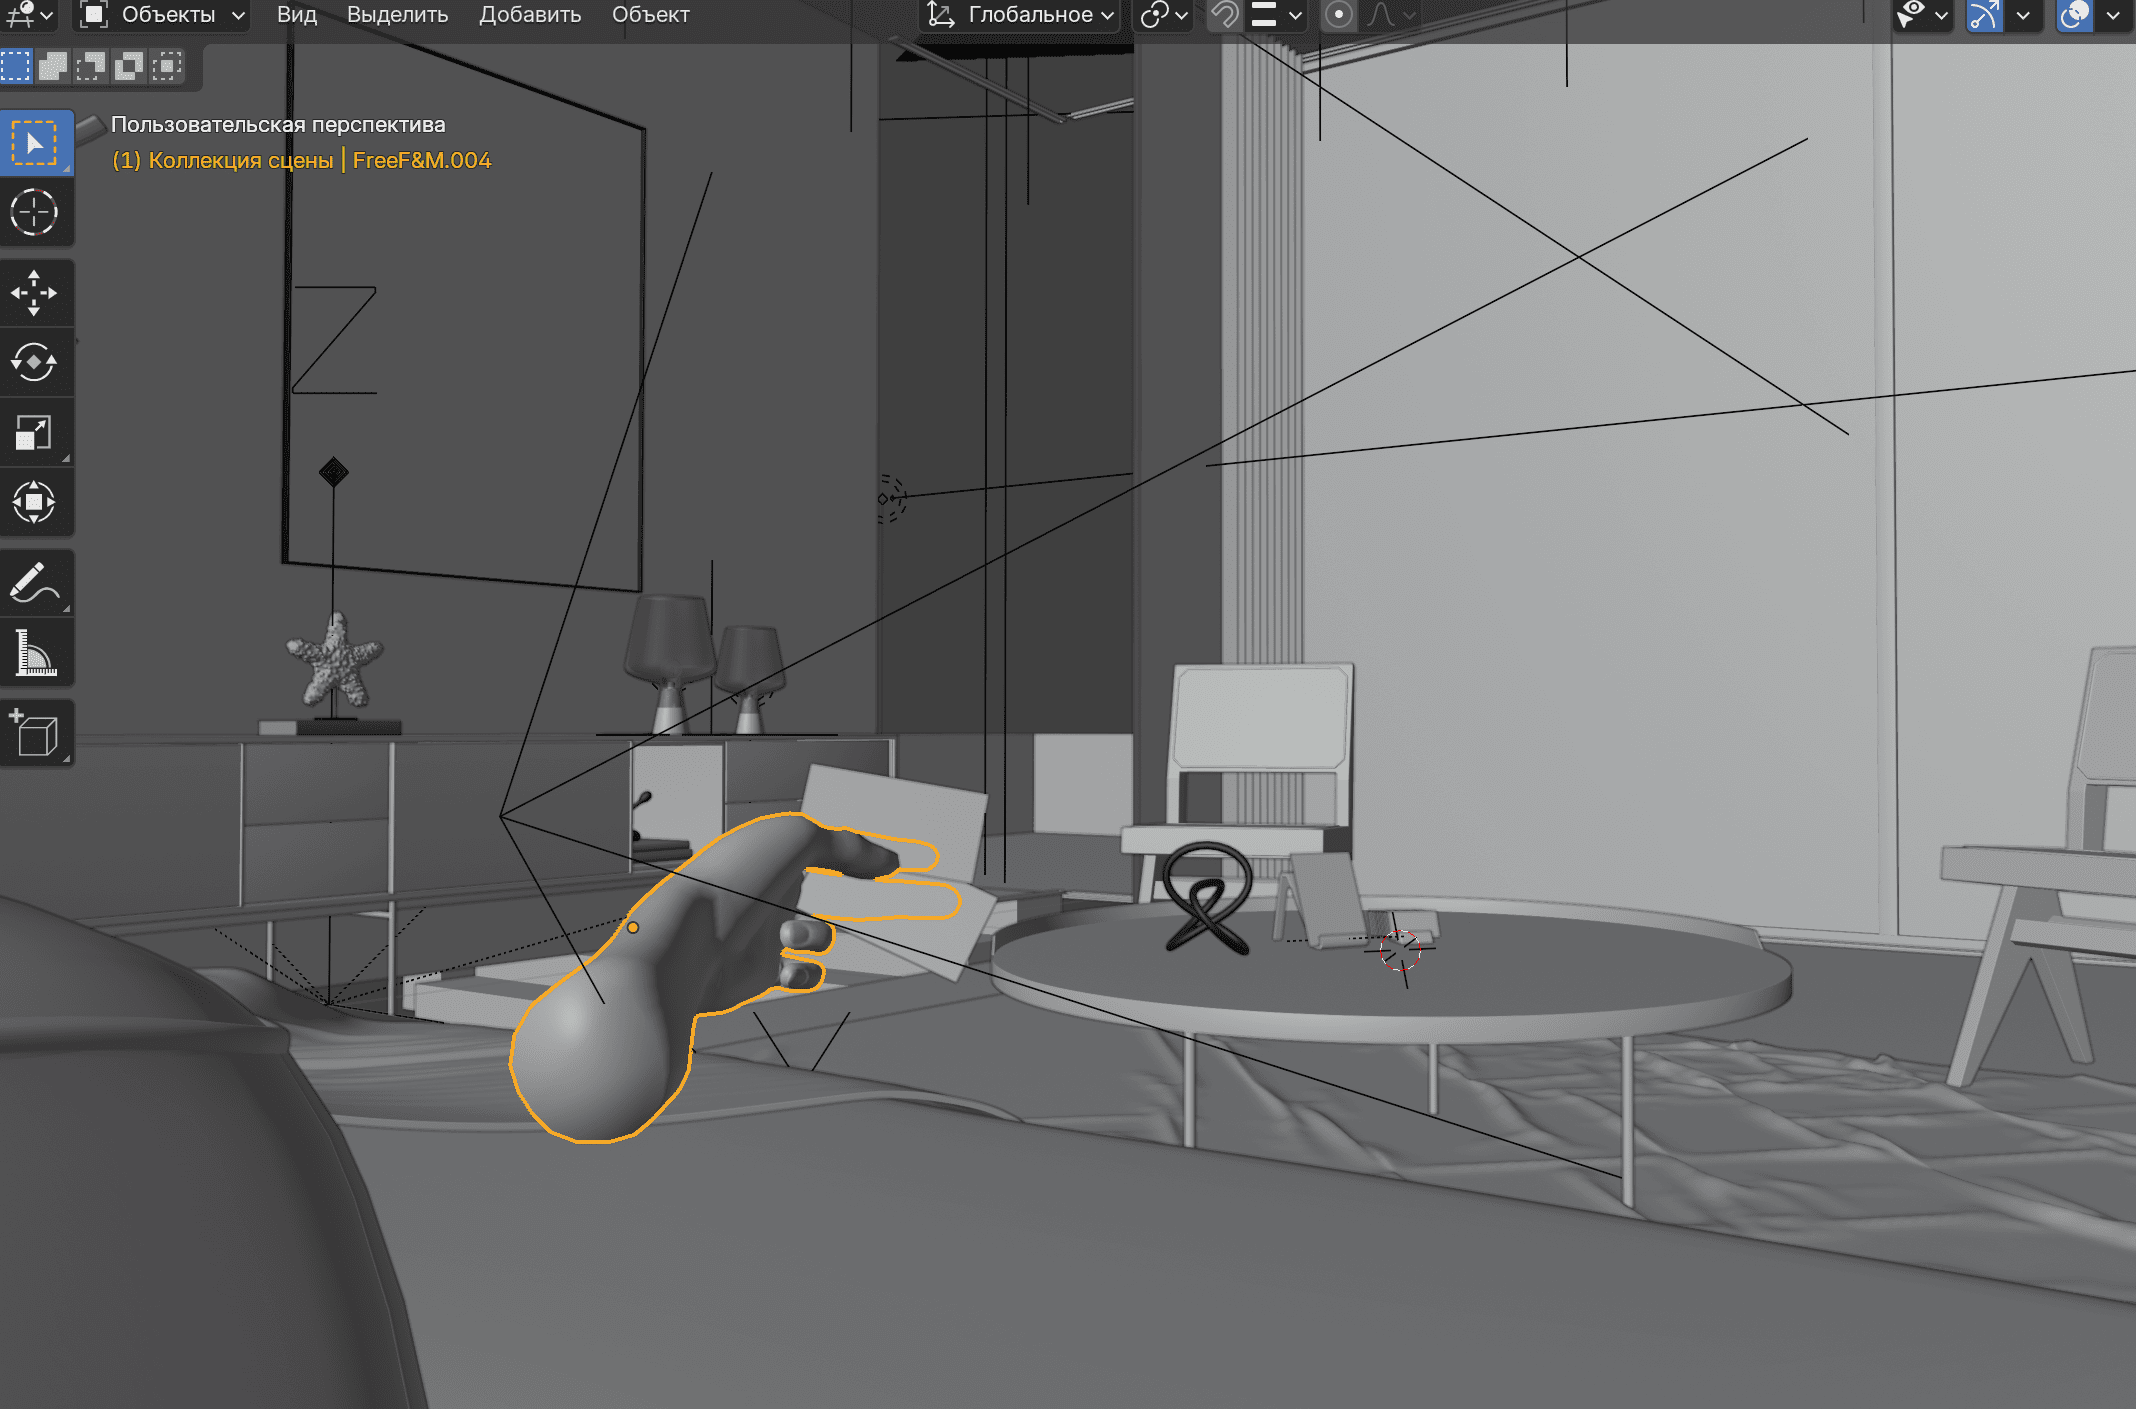 Объекты Вид Выделить Добавить Объект Глобальное
Пользовательская перспектива
(1) Коллекция сцены | FreeF&M.004